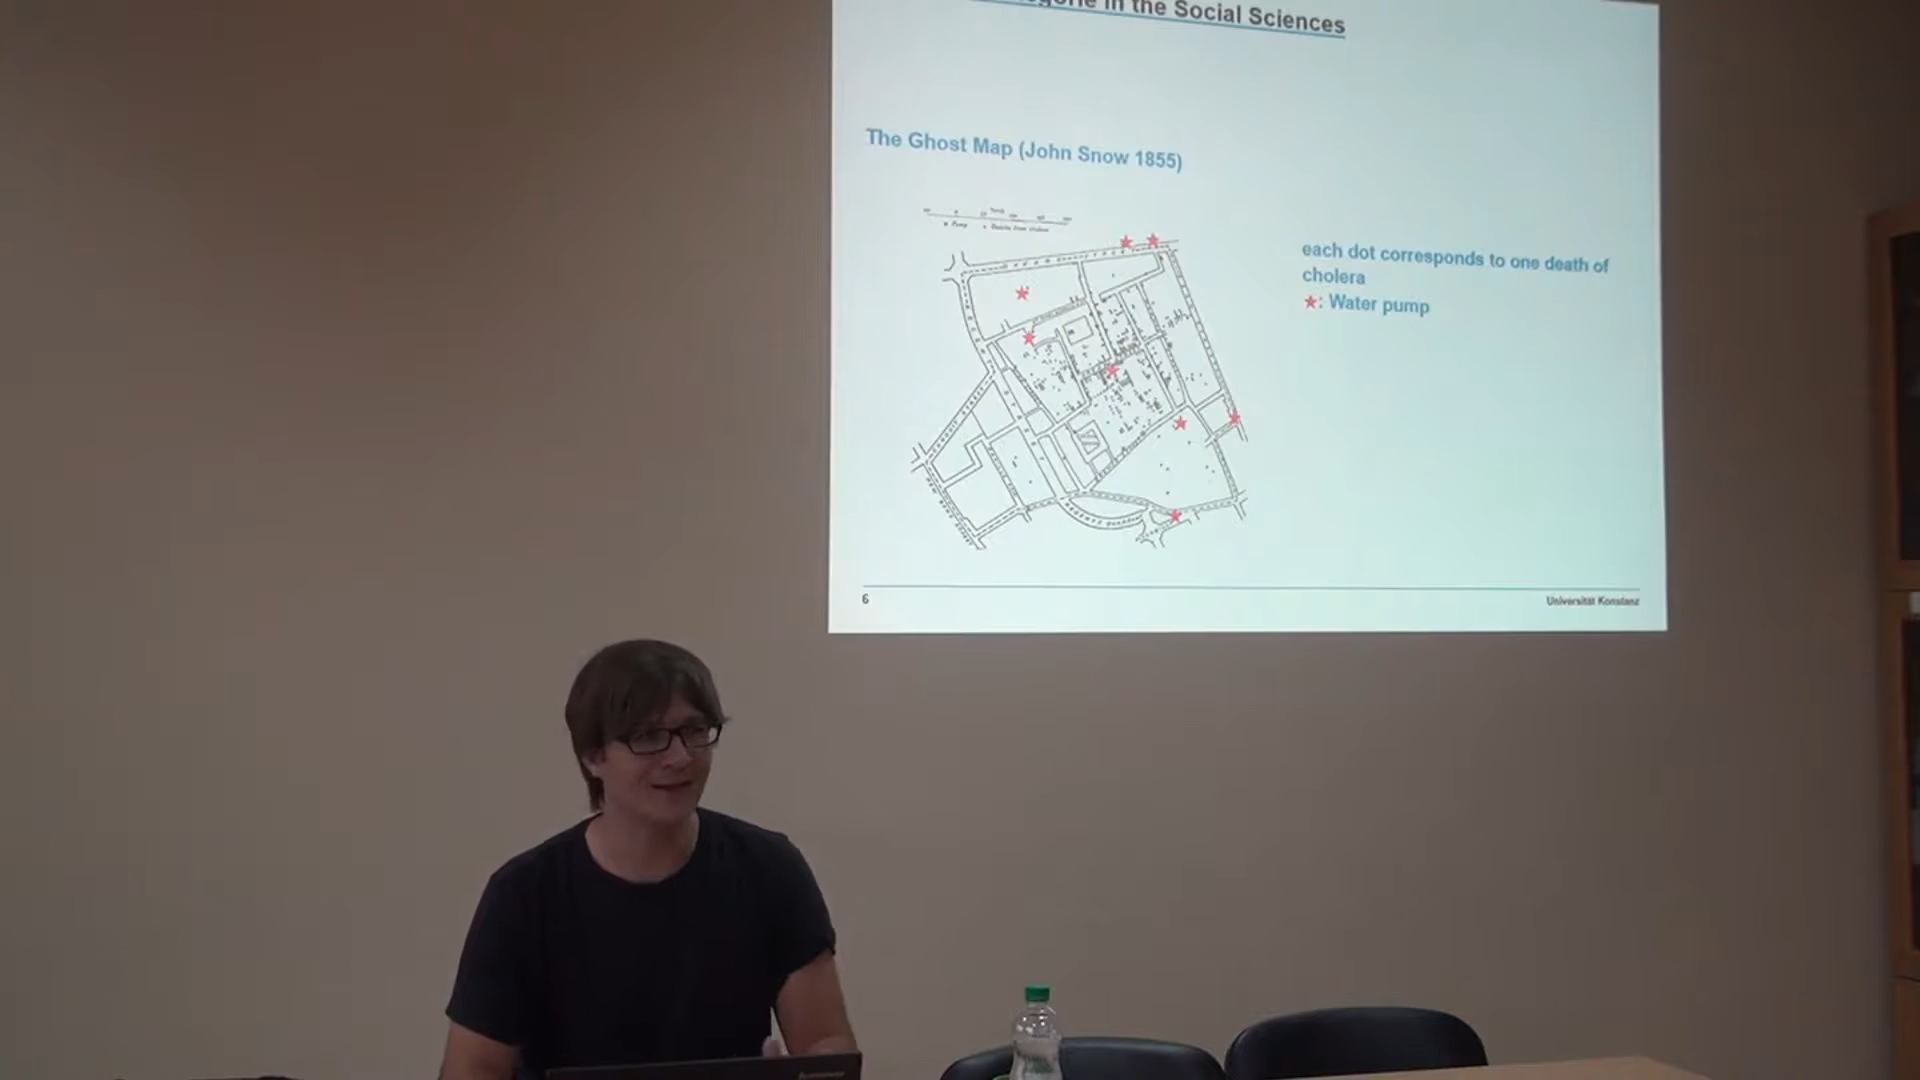 in the Social Sciences
The Ghost Map (John Snow 1855)
each dot corresponds to one death of
cholera
★: Water pump
6
Universität Konstanz